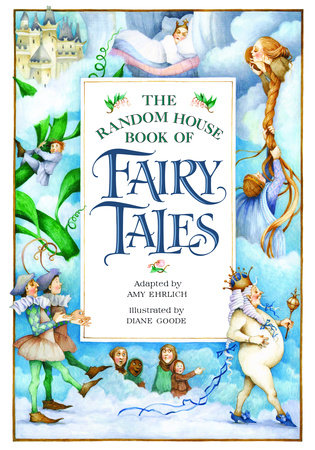 THE
RANDOM HOUSE
BOOK OF
FAIRY
TALES
Adapted by
AMY EHRLICH
Illustrated by
DIANE GOODE